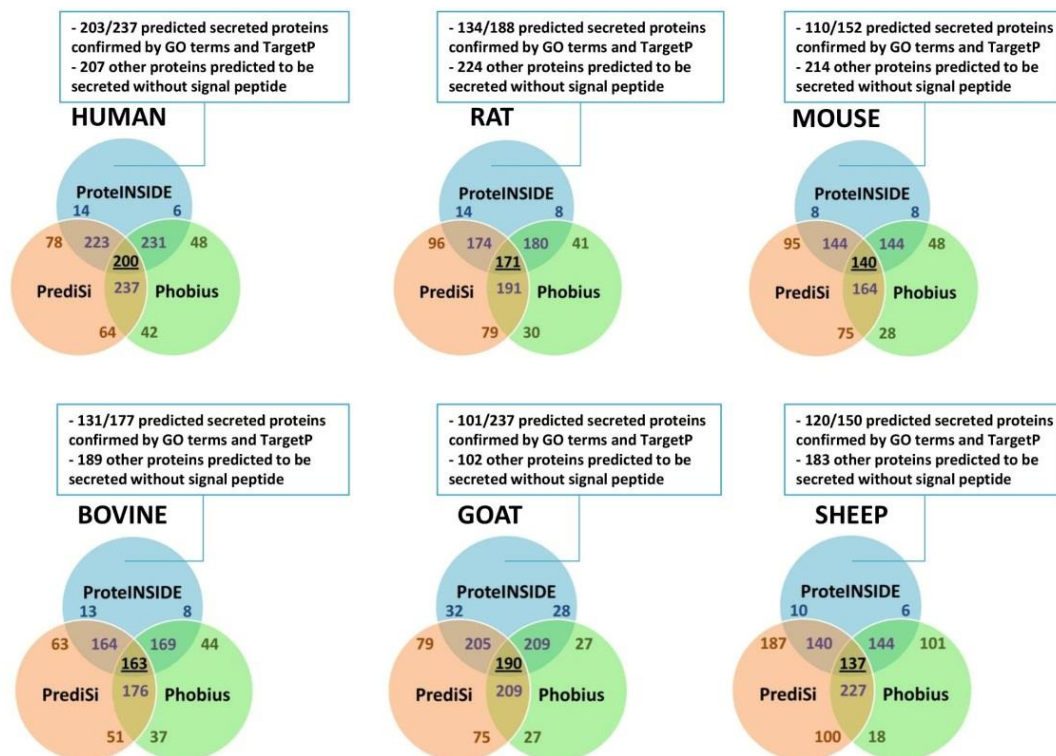 - 203/237 predicted secreted proteins
confirmed by GO terms and TargetP
- 207 other proteins predicted to be
secreted without signal peptide
HUMAN
ProteINSIDE
14 6
78 223 231 48
200
PrediSi 237 Phobius
64 42
- 134/188 predicted secreted proteins
confirmed by GO terms and TargetP
- 224 other proteins predicted to be
secreted without signal peptide
RAT
ProteINSIDE
14 8
96 174 180 41
171
PrediSi 191 Phobius
79 30
- 110/152 predicted secreted proteins
confirmed by GO terms and TargetP
- 214 other proteins predicted to be
secreted without signal peptide
MOUSE
ProteINSIDE
8 8
95 144 144 48
140
PrediSi 164 Phobius
75 28
- 131/177 predicted secreted proteins
confirmed by GO terms and TargetP
- 189 other proteins predicted to be
secreted without signal peptide
BOVINE
ProteINSIDE
13 8
63 164 169 44
163
PrediSi 176 Phobius
51 37
- 101/237 predicted secreted proteins
confirmed by GO terms and TargetP
- 102 other proteins predicted to be
secreted without signal peptide
GOAT
ProteINSIDE
32 28
79 205 209 27
190
PrediSi 209 Phobius
75 27
- 120/150 predicted secreted proteins
confirmed by GO terms and TargetP
- 183 other proteins predicted to be
secreted without signal peptide
SHEEP
ProteINSIDE
10 6
187 140 144 101
137
PrediSi 227 Phobius
100 18